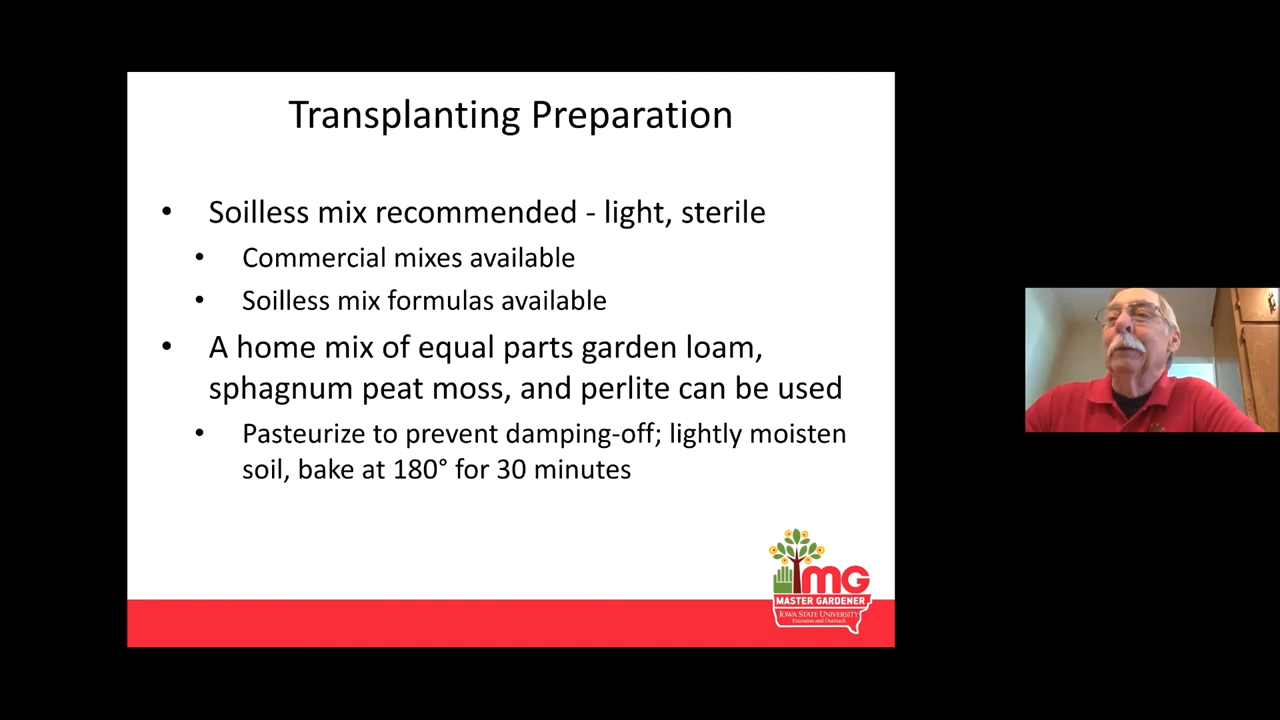 Transplanting Preparation
• Soilless mix recommended - light, sterile
• Commercial mixes available
• Soilless mix formulas available
• A home mix of equal parts garden loam,
sphagnum peat moss, and perlite can be used
• Pasteurize to prevent damping-off; lightly moisten
soil, bake at 180° for 30 minutes
MG
MASTER GARDENER
IOWA STATE UNIVERSITY
Extension and Outreach